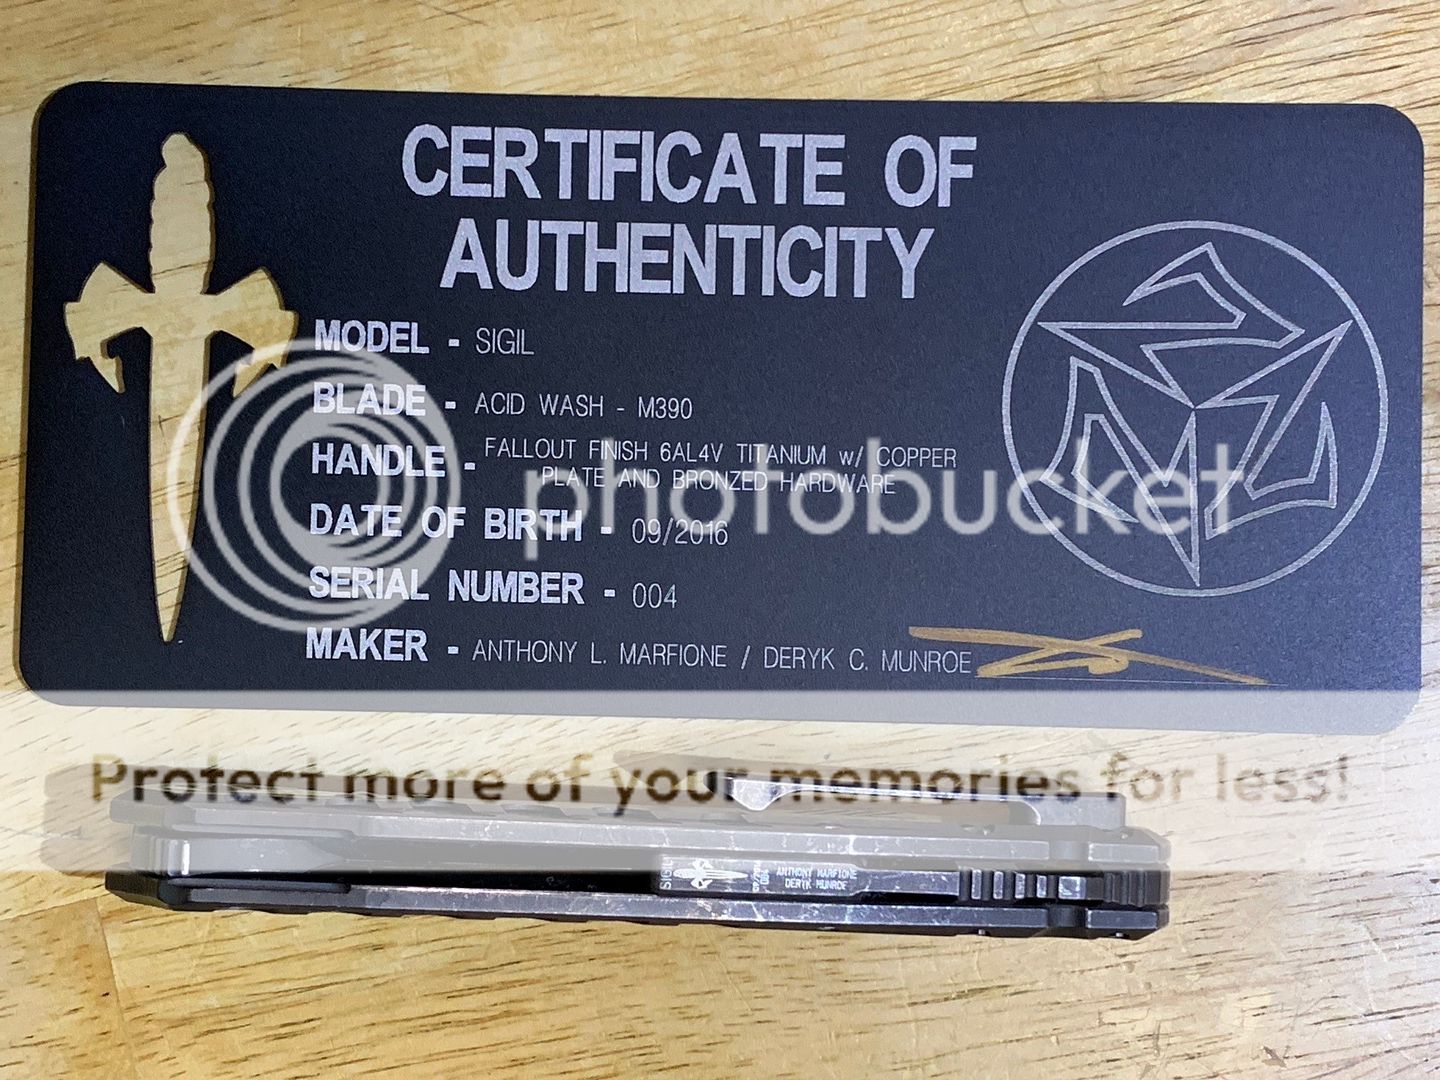 CERTIFICATE OF
AUTHENTICITY
MODEL - SIGIL
BLADE - ACID WASH - M390
HANDLE - FALLOUT FINISH 6AL4V TITANIUM w/ COPPER
PLATE AND BRONZED HARDWARE
DATE OF BIRTH - 09/2016
SERIAL NUMBER - 004
MAKER - ANTHONY L. MARFIONE / DERYK C. MUNROE
photobucket
Protect more of your memories for less!
SIGIL
ANTHONY MARFIONE
DERYK MUNROE